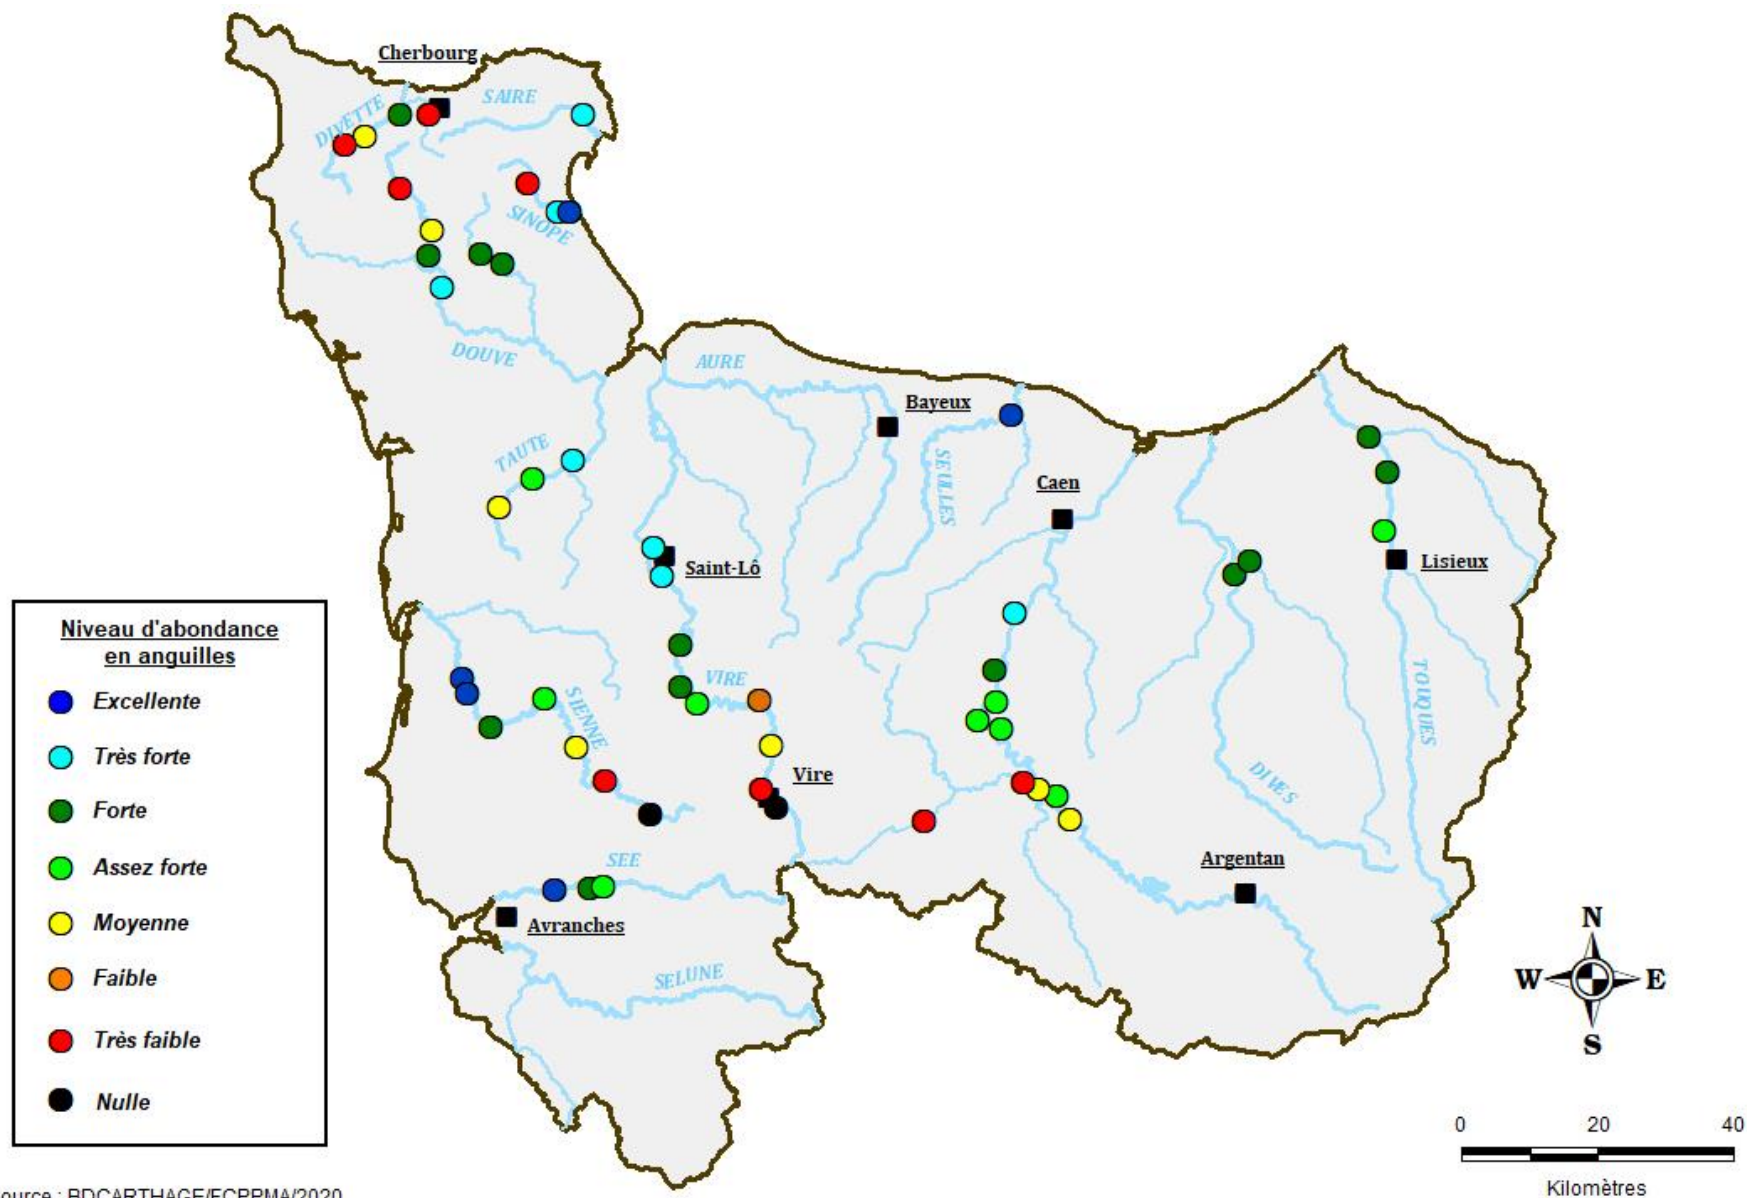 Cherbourg
SAIRE
DIVETTE
SINOPE
DOUVE
AURE
Bayeux
TAUTE
SEULLES
Caen
Saint-Lô
Lisieux
Niveau d'abondance
en anguilles
Excellente
Très forte
Forte
Assez forte
Moyenne
Faible
Très faible
Nulle
VIRE
SIENNE
TOUQUES
Vire
DIVES
SEE
Argentan
Avranches
SELUNE
N
W
E
S
0 20 40
Kilomètres
ource : BDCARTHAGE/FCPPMA/2020